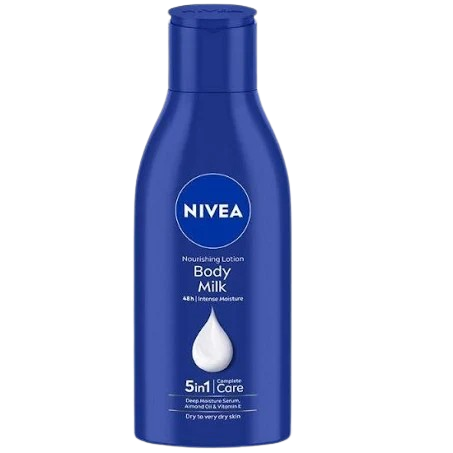 NIVEA
NIVEA
Nourishing Lotion
Body
Milk
48h | Intense Moisture
5in1 | Complete
Care
Deep Moisture Serum,
Almond Oil & Vitamin E
Dry to very dry skin